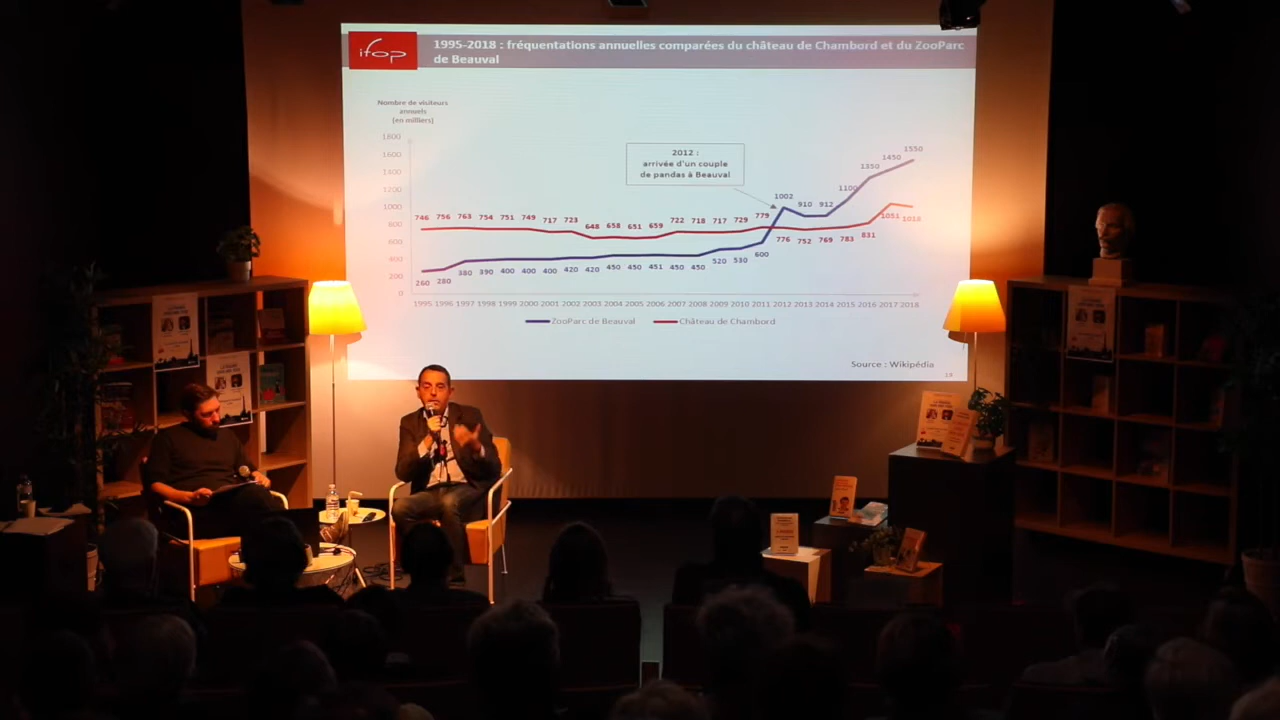 ifop
1995-2018 : fréquentations annuelles comparées du château de Chambord et du ZooParc
de Beauval
Nombre de visiteurs
annuels
(en milliers)
1800
1600
1400
1200
1000
800
600
400
200
0
2012 :
arrivée d'un couple
de pandas à Beauval
746 756 763 754 751 749 717 723 648 658 651 659 722 718 717 729 779 776 752 769 783 831 1051 1018
260 280 380 390 400 400 400 420 420 450 450 451 450 450 520 530 600 1002 910 912 1100 1350 1450 1550
1995 1996 1997 1998 1999 2000 2001 2002 2003 2004 2005 2006 2007 2008 2009 2010 2011 2012 2013 2014 2015 2016 2017 2018
ZooParc de Beauval Château de Chambord
Source : Wikipédia
19